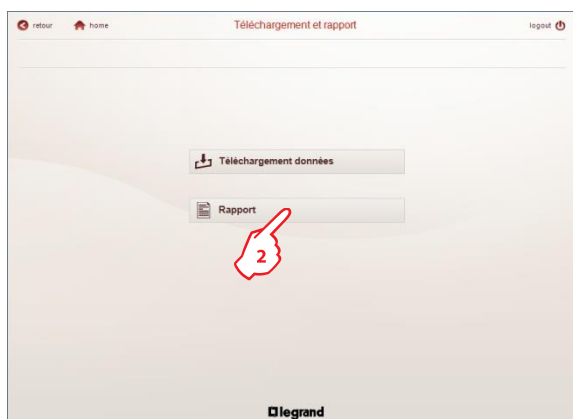 retour home Téléchargement et rapport logout
Téléchargement données
Rapport
2
legrand